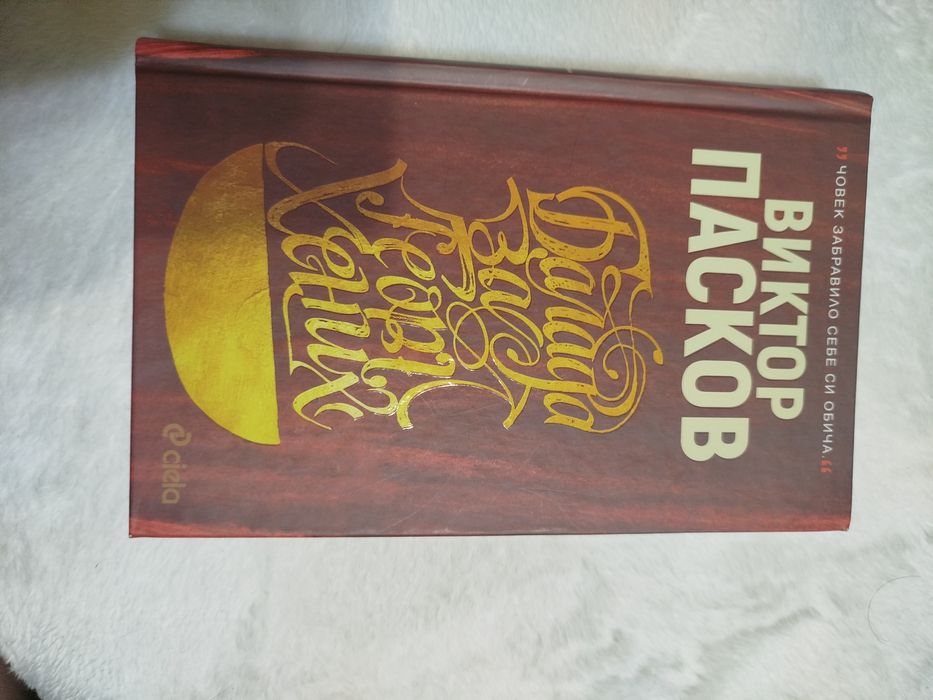 „ЧОВЕК ЗАБРАВИЛО СЕБЕ СИ ОБИЧА.“
ВИКТОР
ПАСКОВ
Балада
за
Георг
Хених
ciela